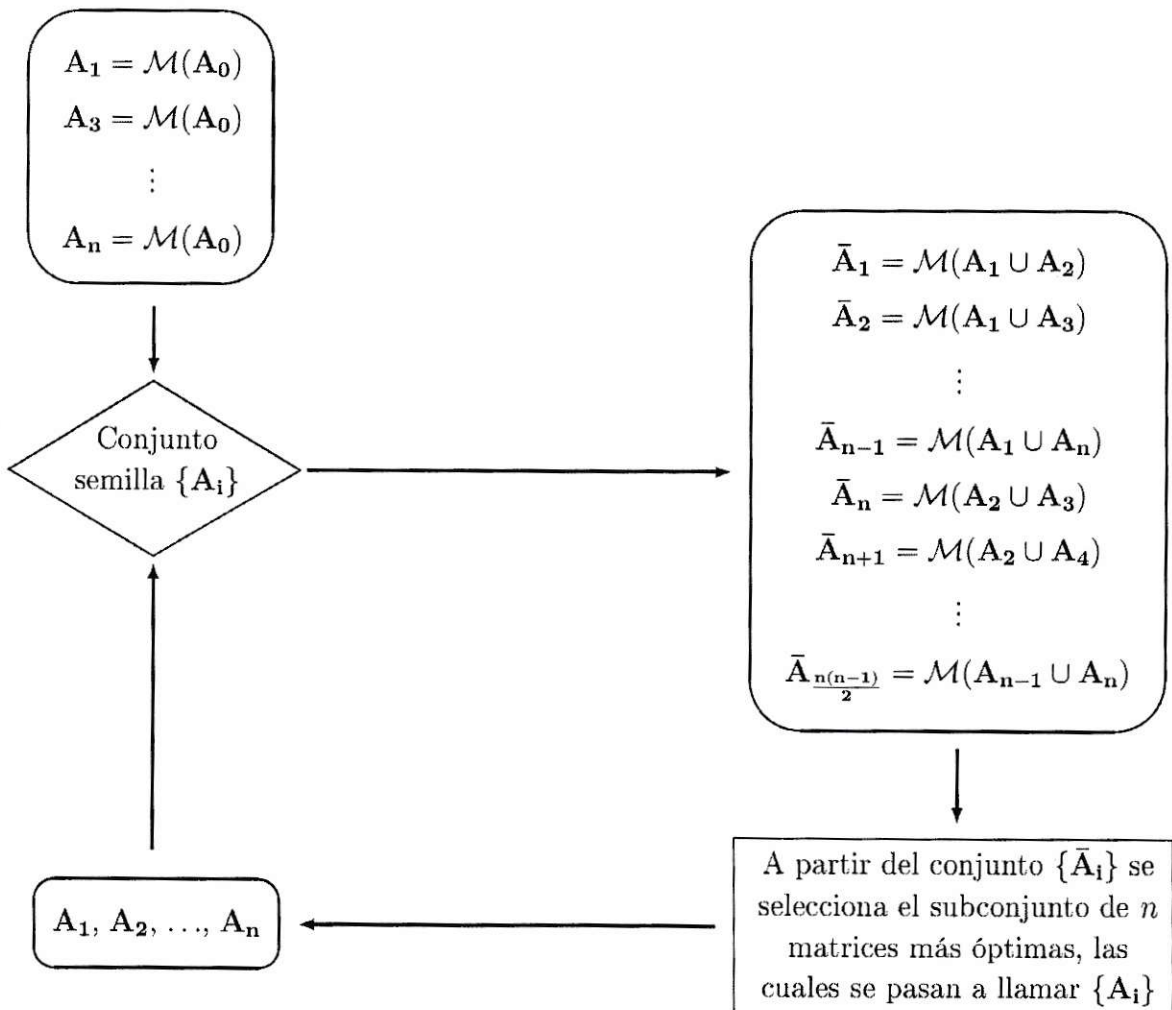 A₁ = ℳ(A₀)
A₃ = ℳ(A₀)
⋮
Aₙ = ℳ(A₀)
Conjunto
semilla {Aᵢ}
Ā₁ = ℳ(A₁ ∪ A₂)
Ā₂ = ℳ(A₁ ∪ A₃)
⋮
Āₙ₋₁ = ℳ(A₁ ∪ Aₙ)
Āₙ = ℳ(A₂ ∪ A₃)
Āₙ₊₁ = ℳ(A₂ ∪ A₄)
⋮
Ā_{n(n−1)/2} = ℳ(Aₙ₋₁ ∪ Aₙ)
A partir del conjunto {Āᵢ} se
selecciona el subconjunto de n
matrices más óptimas, las
cuales se pasan a llamar {Aᵢ}
A₁, A₂, …, Aₙ